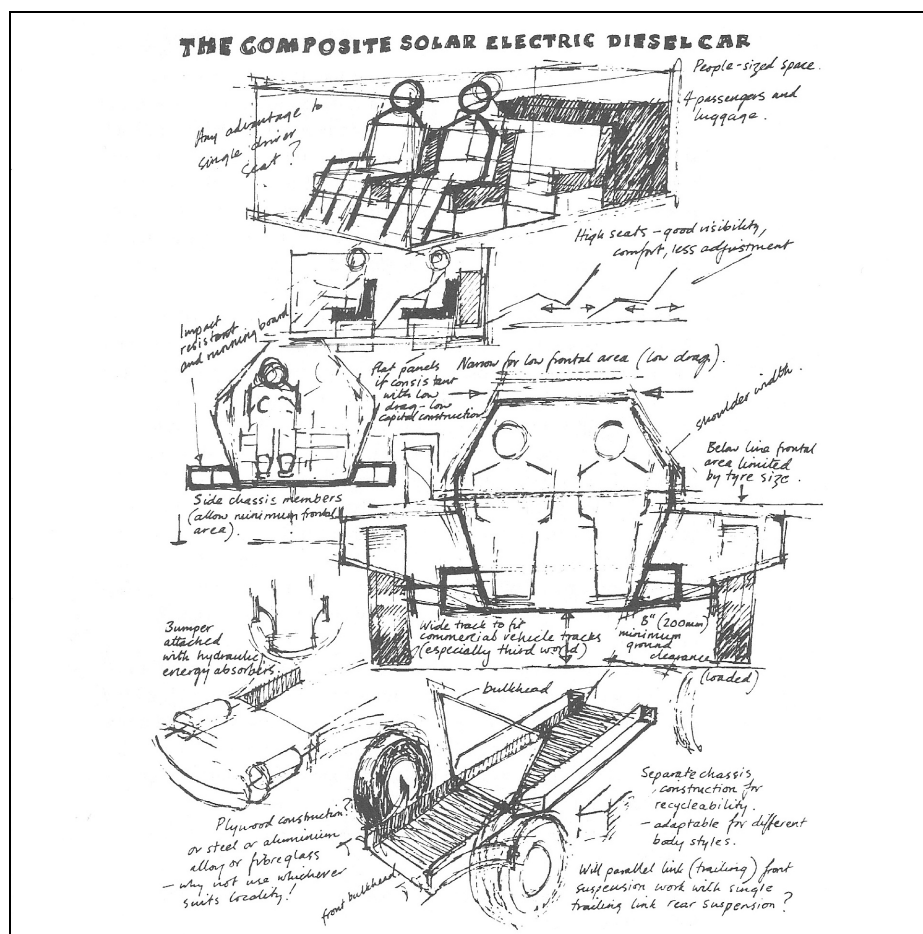 THE COMPOSITE SOLAR ELECTRIC DIESEL CAR
People-sized space.
4 passengers and
luggage.
Any advantage to
single driver
seat?
High seats - good visibility,
comfort, less adjustment
Impact
resistant
and running board
Flat panels
if consistent
with low
drag - low
capital construction
Narrow for low frontal area (low drag).
shoulder width.
Below line frontal
area limited
by tyre size.
Side chassis members
(allow minimum frontal
area).
Wide track to fit
commercial vehicle tracks
(especially third world)
8" (200mm)
minimum
ground
clearance
(loaded)
Bumper
attached
with hydraulic
energy absorbers.
bulkhead
Plywood construction?
or steel or aluminium
alloy or fibreglass
- why not use whichever
suits locality!
front bulkhead
Separate chassis
construction for
recycleability.
- adaptable for different
body styles.
Will parallel link (trailing) front
suspension work with single
trailing link rear suspension?